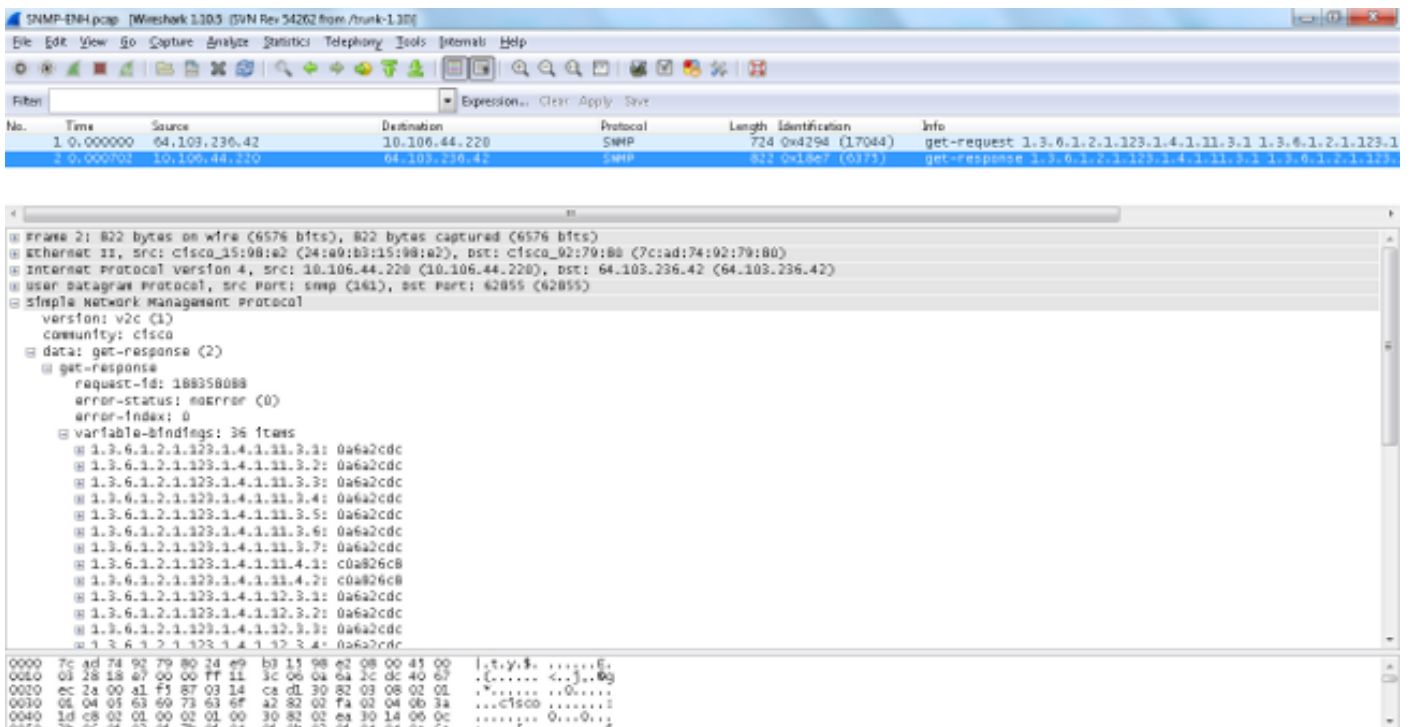 SNMP-ENH.pcap [Wireshark 1.10.5 (SVN Rev 54262 from /trunk-1.10)]
File Edit View Go Capture Analyze Statistics Telephony Tools Internals Help
Filter: Expression... Clear Apply Save
No. Time Source Destination Protocol Length Identification Info
1 0.000000 64.103.236.42 10.106.44.220 SNMP 724 0x4294 (17044) get-request 1.3.6.1.2.1.123.1.4.1.11.3.1 1.3.6.1.2.1.123.1
2 0.000702 10.106.44.220 64.103.236.42 SNMP 822 0x18e7 (6375) get-response 1.3.6.1.2.1.123.1.4.1.11.3.1 1.3.6.1.2.1.123.
Frame 2: 822 bytes on wire (6576 bits), 822 bytes captured (6576 bits)
Ethernet II, Src: Cisco_15:98:e2 (24:e9:b3:15:98:e2), Dst: Cisco_92:79:80 (7c:ad:74:92:79:80)
Internet Protocol Version 4, Src: 10.106.44.220 (10.106.44.220), Dst: 64.103.236.42 (64.103.236.42)
User Datagram Protocol, Src Port: snmp (161), Dst Port: 62855 (62855)
Simple Network Management Protocol
version: v2c (1)
community: cisco
data: get-response (2)
get-response
request-id: 188358088
error-status: noError (0)
error-index: 0
variable-bindings: 36 items
1.3.6.1.2.1.123.1.4.1.11.3.1: 0a6a2cdc
1.3.6.1.2.1.123.1.4.1.11.3.2: 0a6a2cdc
1.3.6.1.2.1.123.1.4.1.11.3.3: 0a6a2cdc
1.3.6.1.2.1.123.1.4.1.11.3.4: 0a6a2cdc
1.3.6.1.2.1.123.1.4.1.11.3.5: 0a6a2cdc
1.3.6.1.2.1.123.1.4.1.11.3.6: 0a6a2cdc
1.3.6.1.2.1.123.1.4.1.11.3.7: 0a6a2cdc
1.3.6.1.2.1.123.1.4.1.11.4.1: c0a826c8
1.3.6.1.2.1.123.1.4.1.11.4.2: c0a826c8
1.3.6.1.2.1.123.1.4.1.12.3.1: 0a6a2cdc
1.3.6.1.2.1.123.1.4.1.12.3.2: 0a6a2cdc
1.3.6.1.2.1.123.1.4.1.12.3.3: 0a6a2cdc
1.3.6.1.2.1.123.1.4.1.12.3.4: 0a6a2cdc
0000 7c ad 74 92 79 80 24 e9 b3 15 98 e2 08 00 45 00 |.t.y.$. ......E.
0010 03 28 18 e7 00 00 ff 11 3c 06 0a 6a 2c dc 40 67 .(...... <..j,.@g
0020 ec 2a 00 a1 f5 87 03 14 ca d1 30 82 03 08 02 01 .*...... ..0.....
0030 01 04 05 63 69 73 63 6f a2 82 02 fa 02 04 0b 3a ...cisco .......:
0040 1d c8 02 01 00 02 01 00 30 82 02 ea 30 14 06 0c ........ 0...0...